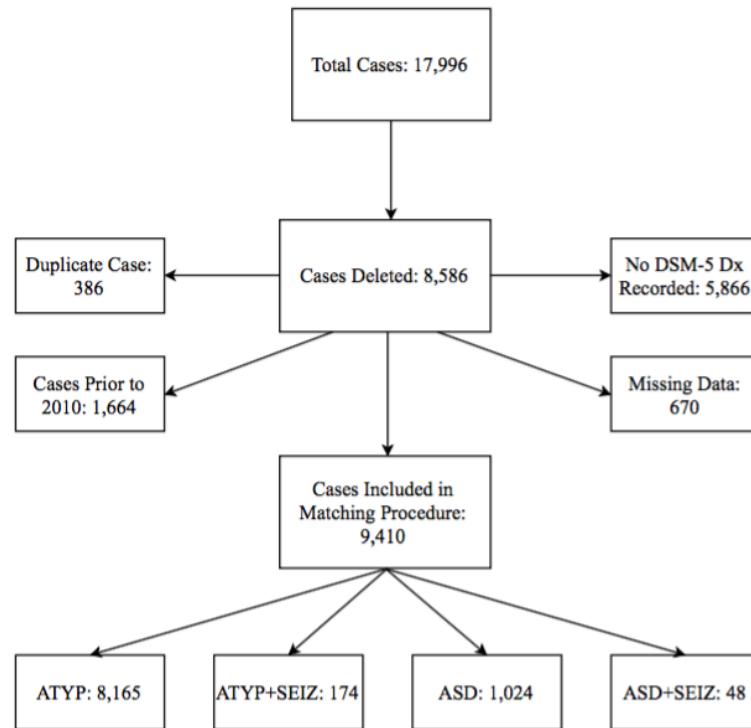 Total Cases: 17,996
Duplicate Case:
386
Cases Deleted: 8,586
No DSM-5 Dx
Recorded: 5,866
Cases Prior to
2010: 1,664
Missing Data:
670
Cases Included in
Matching Procedure:
9,410
ATYP: 8,165
ATYP+SEIZ: 174
ASD: 1,024
ASD+SEIZ: 48